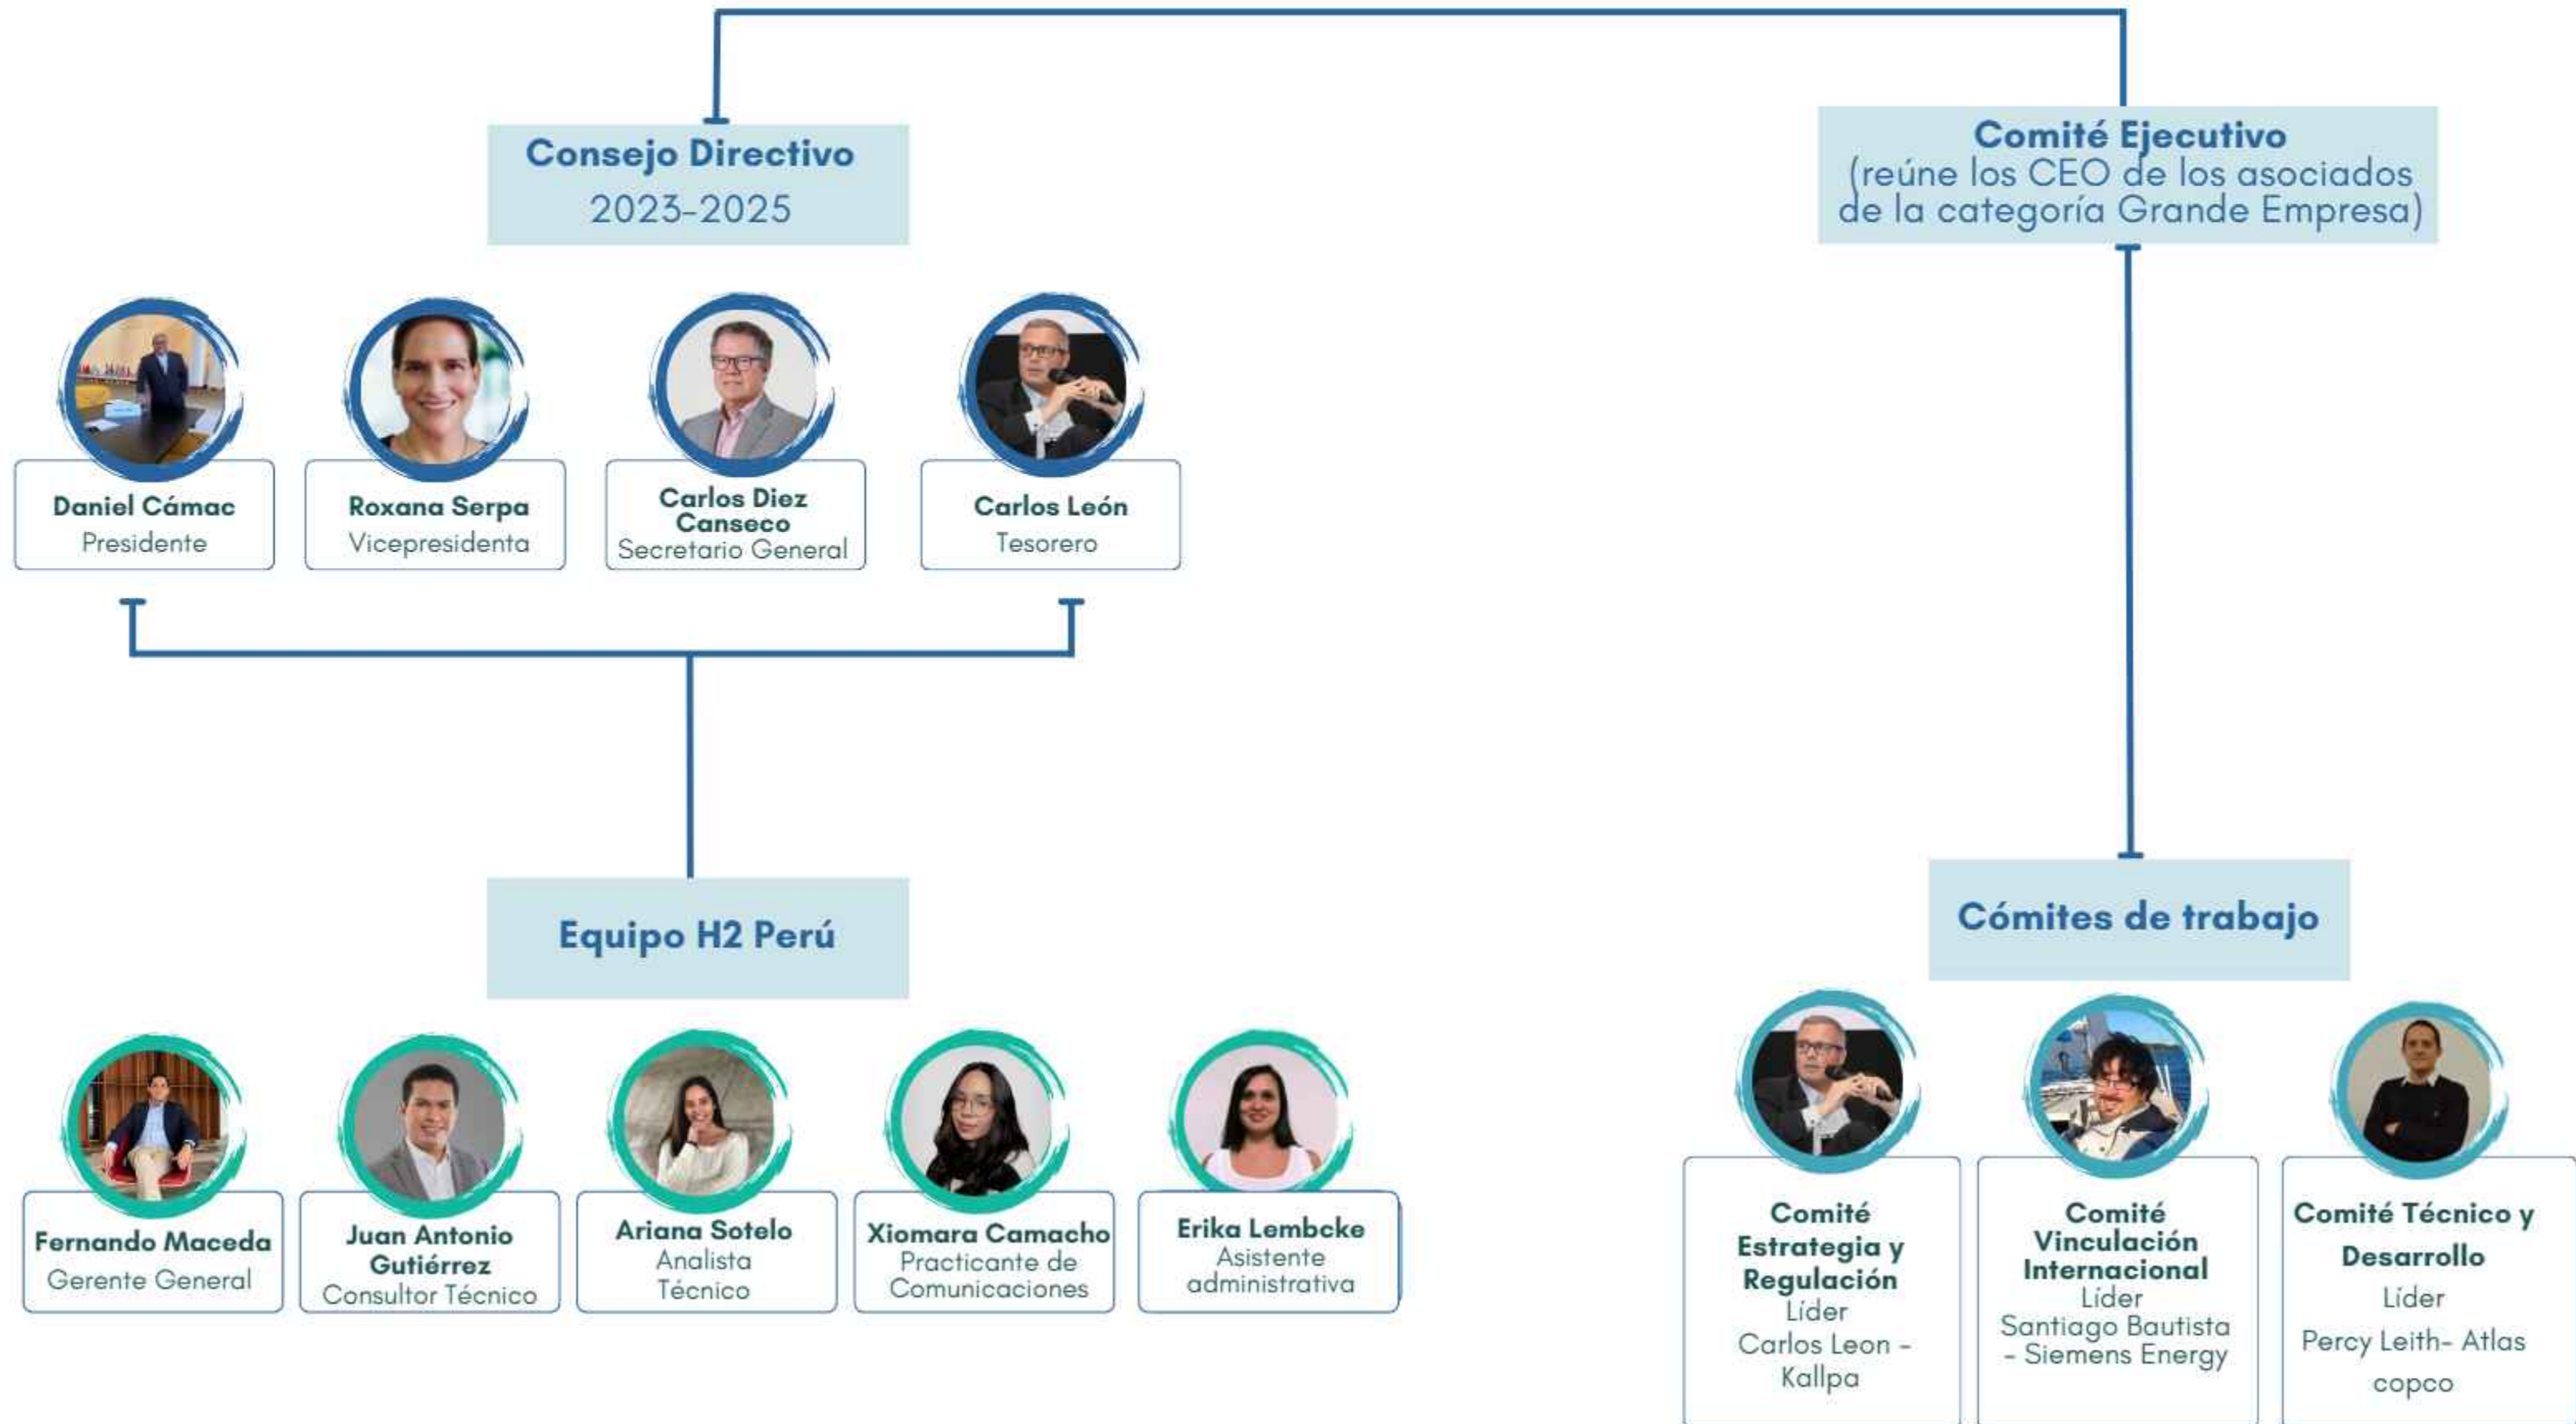 Consejo Directivo
2023-2025
Comité Ejecutivo
(reúne los CEO de los asociados
de la categoría Grande Empresa)
Daniel Cámac
Presidente
Roxana Serpa
Vicepresidenta
Carlos Diez
Canseco
Secretario General
Carlos León
Tesorero
Equipo H2 Perú
Fernando Maceda
Gerente General
Juan Antonio
Gutiérrez
Consultor Técnico
Ariana Sotelo
Analista
Técnico
Xiomara Camacho
Practicante de
Comunicaciones
Erika Lembcke
Asistente
administrativa
Cómites de trabajo
Comité
Estrategia y
Regulación
Líder
Carlos Leon -
Kallpa
Comité
Vinculación
Internacional
Líder
Santiago Bautista
- Siemens Energy
Comité Técnico y
Desarrollo
Líder
Percy Leith- Atlas
copco